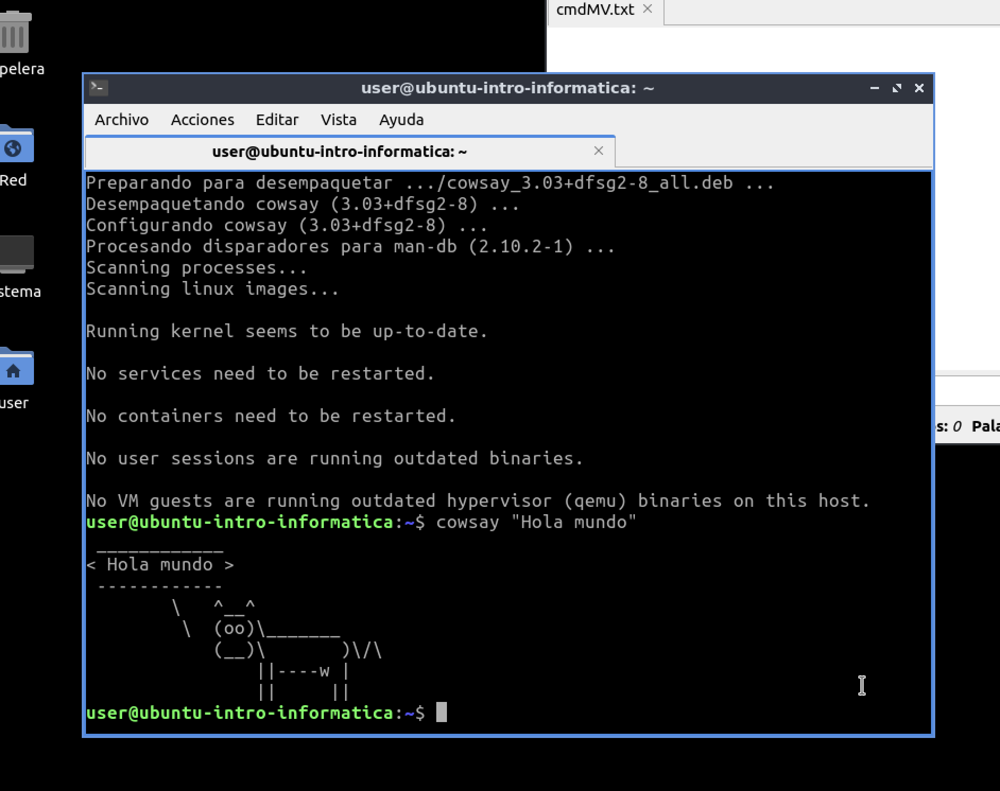 cmdMV.txt
pelera
user@ubuntu-intro-informatica: ~
Archivo Acciones Editar Vista Ayuda
user@ubuntu-intro-informatica: ~
Red
stema
user
Preparando para desempaquetar .../cowsay_3.03+dfsg2-8_all.deb ...
Desempaquetando cowsay (3.03+dfsg2-8) ...
Configurando cowsay (3.03+dfsg2-8) ...
Procesando disparadores para man-db (2.10.2-1) ...
Scanning processes...
Scanning linux images...
Running kernel seems to be up-to-date.
No services need to be restarted.
No containers need to be restarted.
No user sessions are running outdated binaries.
No VM guests are running outdated hypervisor (qemu) binaries on this host.
user@ubuntu-intro-informatica:~$ cowsay "Hola mundo"
 ____________
< Hola mundo >
 ------------
        \   ^__^
         \  (oo)\_______
            (__)\       )\/\
                ||----w |
                ||     ||
user@ubuntu-intro-informatica:~$
s: 0 Pala